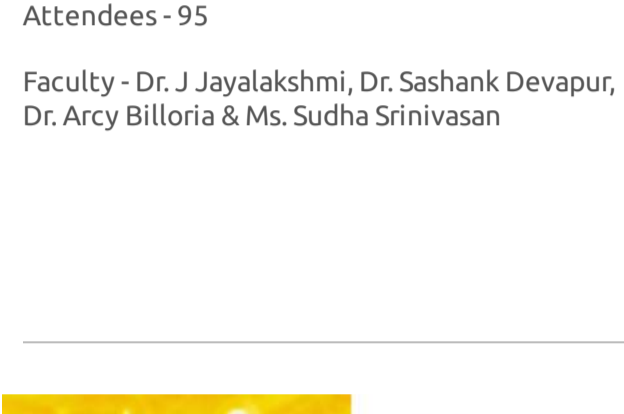 Attendees - 95
Faculty - Dr. J Jayalakshmi, Dr. Sashank Devapur,
Dr. Arcy Billoria & Ms. Sudha Srinivasan